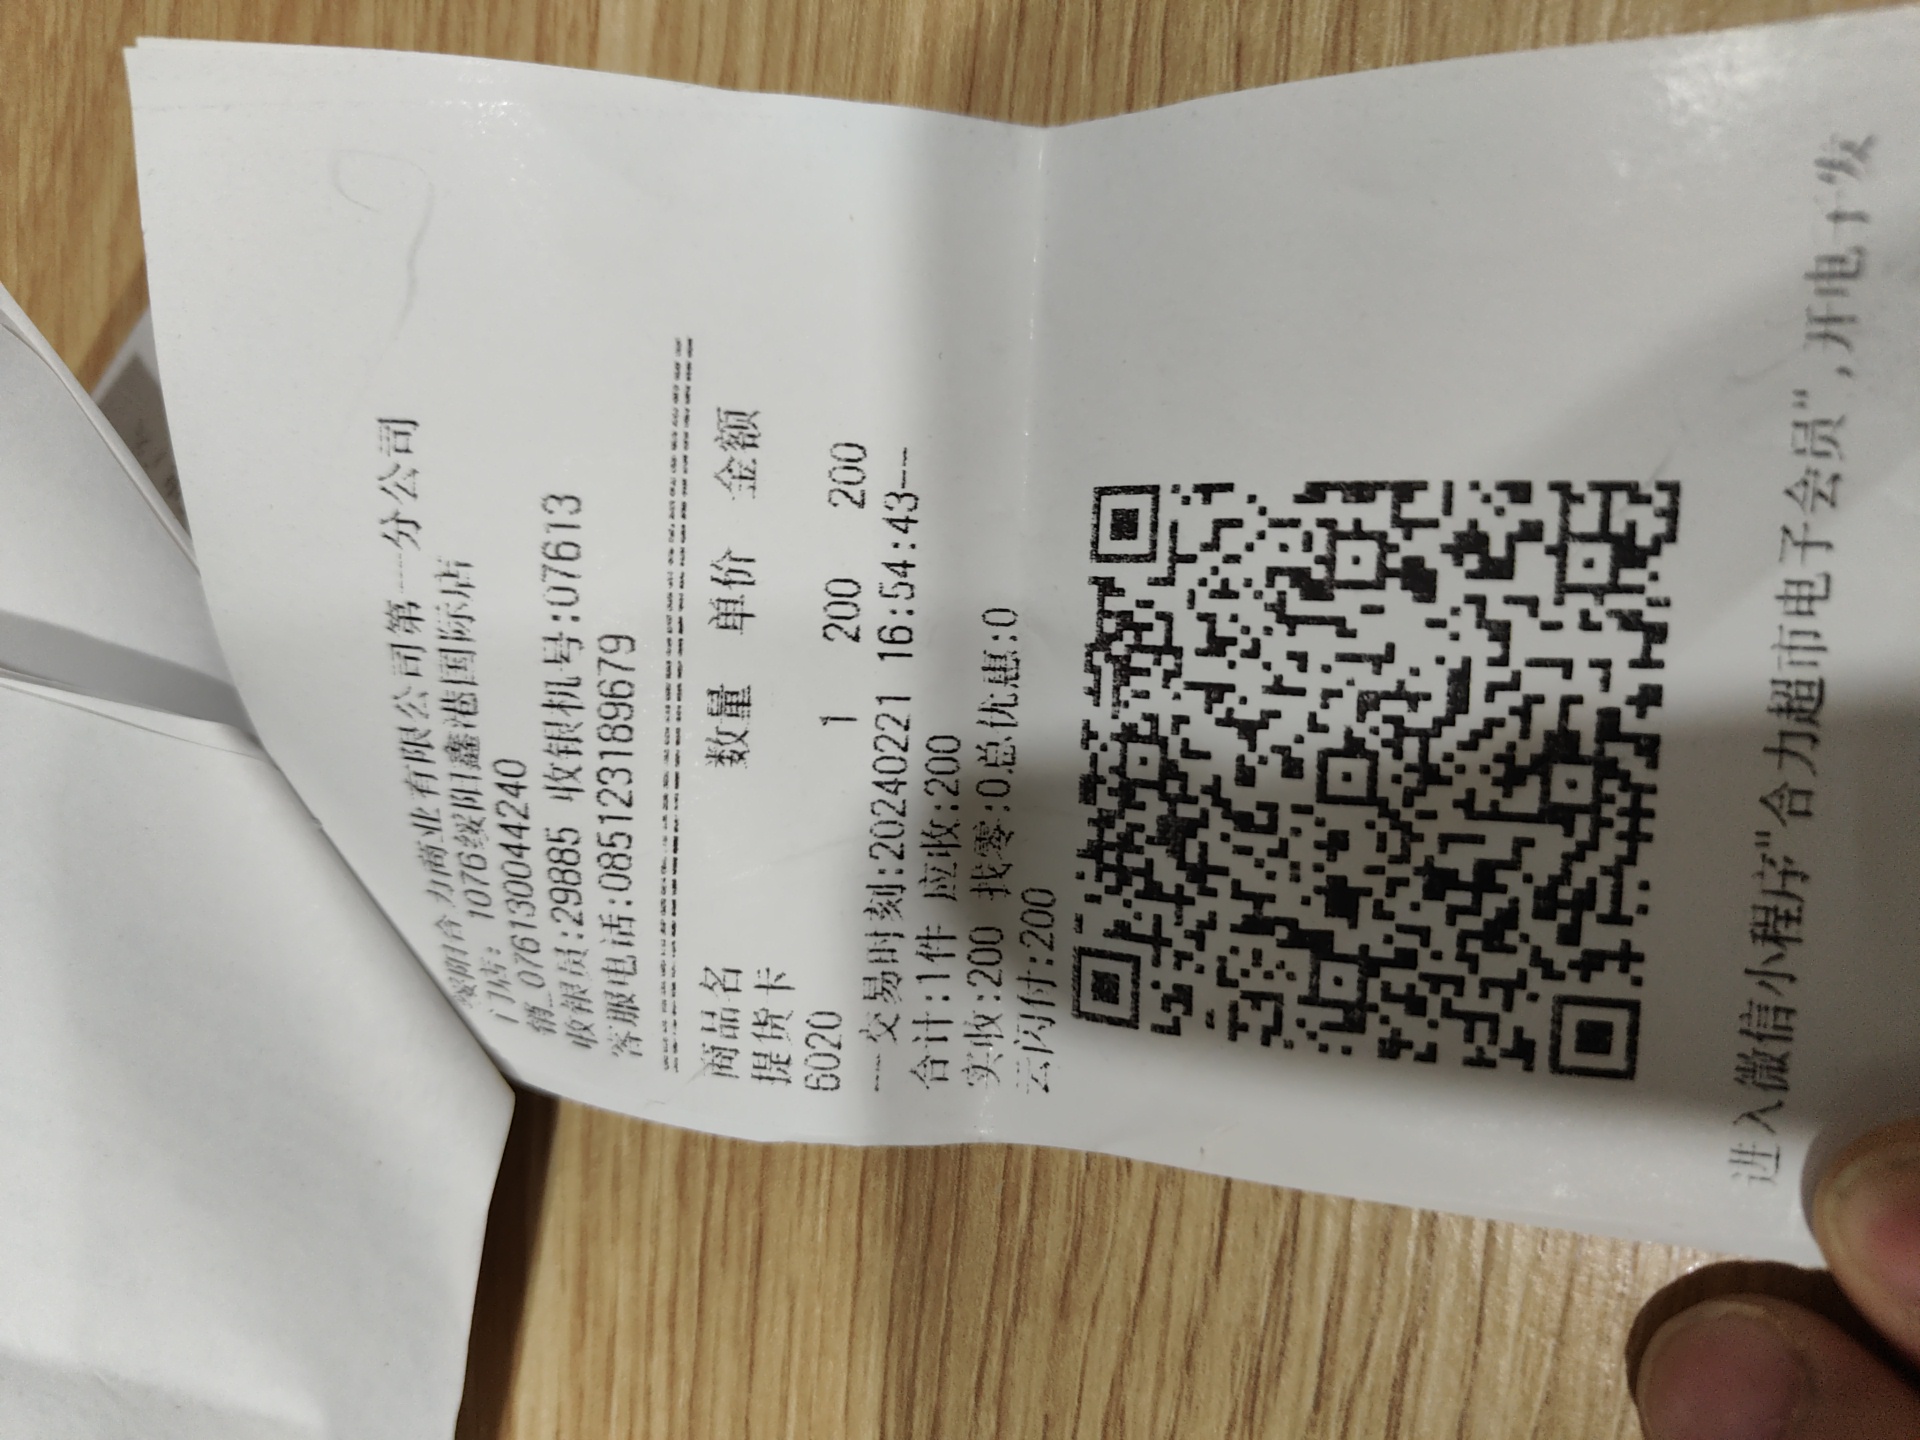 绥阳合力商业有限公司第一分公司
门店: 1076绥阳鑫港国际店
销_0761300044240
收银员:29885 收银机号:07613
客服电话:085123189679
商品名 数量 单价 金额
提货卡
6020 1 200 200
---交易时刻:20240221 16:54:43--
合计:1件 应收:200
实收:200 找零:0总优惠:0
云闪付:200
进入微信小程序"合力超市电子会员",开电子发